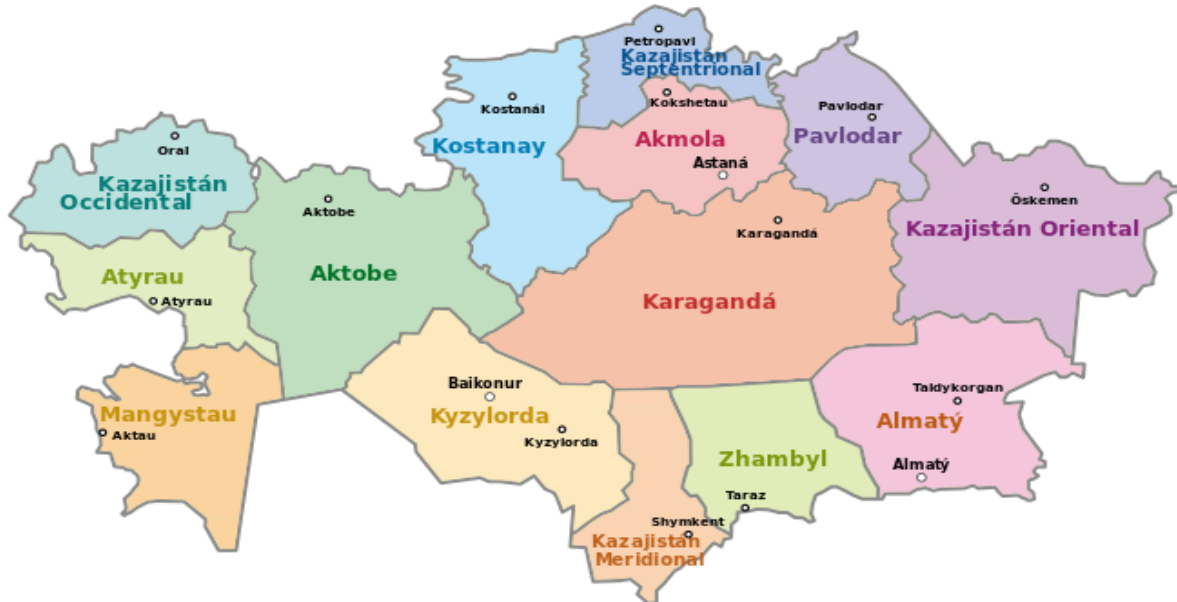 Petropavl
Kazajistán
Septentrional
Kostanái
Kokshetau
Pavlodar
Oral
Kostanay
Akmola
Pavlodar
Astaná
Kazajistán
Occidental
Aktobe
Öskemen
Karagandá
Kazajistán Oriental
Atyrau
Aktobe
Atyrau
Karagandá
Baikonur
Taldykorgan
Mangystau
Kyzylorda
Almatý
Aktau
Kyzylorda
Zhambyl
Almatý
Taraz
Shymkent
Kazajistán
Meridional